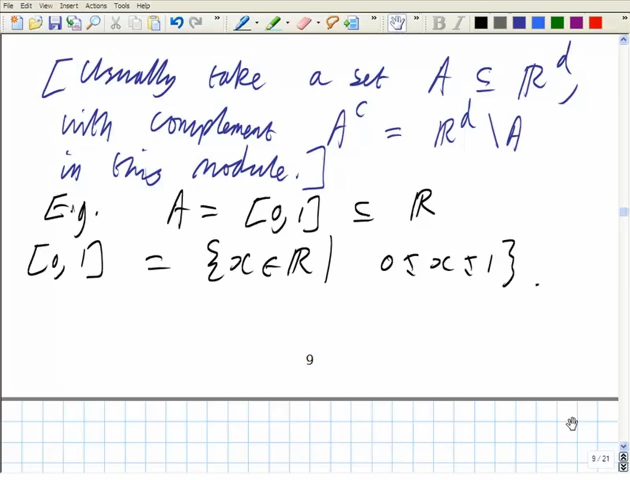 File Edit View Insert Actions Tools Help
B I
[Usually take a set A ⊆ ℝ^d,
with complement A^c = ℝ^d \ A
in this module.]
E.g. A = [0,1] ⊆ ℝ
[0,1] = {x ∈ ℝ | 0 ≤ x ≤ 1}.
9
9 / 21